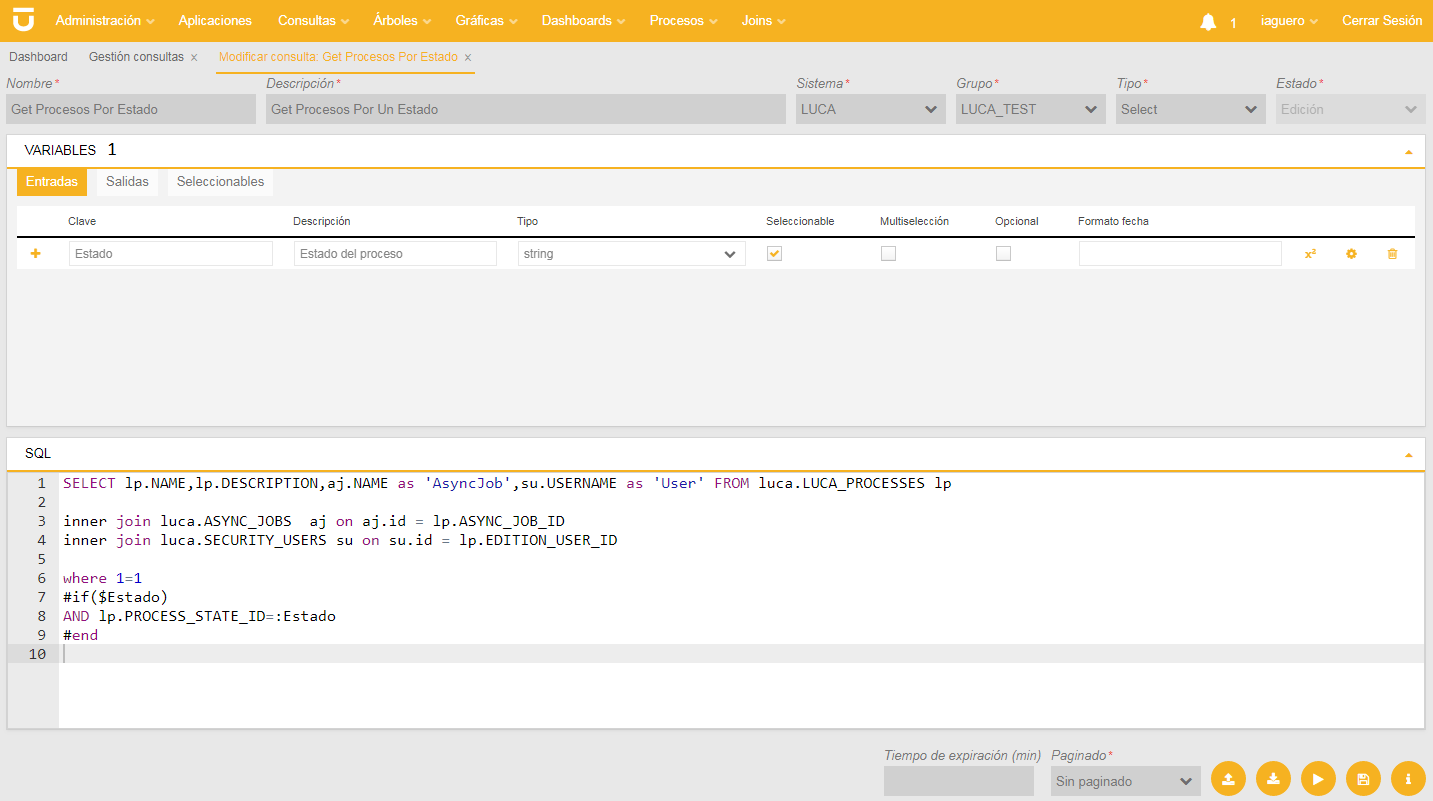 Administración Aplicaciones Consultas Árboles Gráficas Dashboards Procesos Joins 1 iaguero Cerrar Sesión
Dashboard Gestión consultas x Modificar consulta: Get Procesos Por Estado x
Nombre* Descripción* Sistema* Grupo* Tipo* Estado*
Get Procesos Por Estado Get Procesos Por Un Estado LUCA LUCA_TEST Select Edición
VARIABLES 1
Entradas Salidas Seleccionables
Clave Descripción Tipo Seleccionable Multiselección Opcional Formato fecha
+ Estado Estado del proceso string x²
SQL
1 SELECT lp.NAME,lp.DESCRIPTION,aj.NAME as 'AsyncJob',su.USERNAME as 'User' FROM luca.LUCA_PROCESSES lp
2
3 inner join luca.ASYNC_JOBS  aj on aj.id = lp.ASYNC_JOB_ID
4 inner join luca.SECURITY_USERS su on su.id = lp.EDITION_USER_ID
5
6 where 1=1
7 #if($Estado)
8 AND lp.PROCESS_STATE_ID=:Estado
9 #end
10
Tiempo de expiración (min) Paginado*
Sin paginado